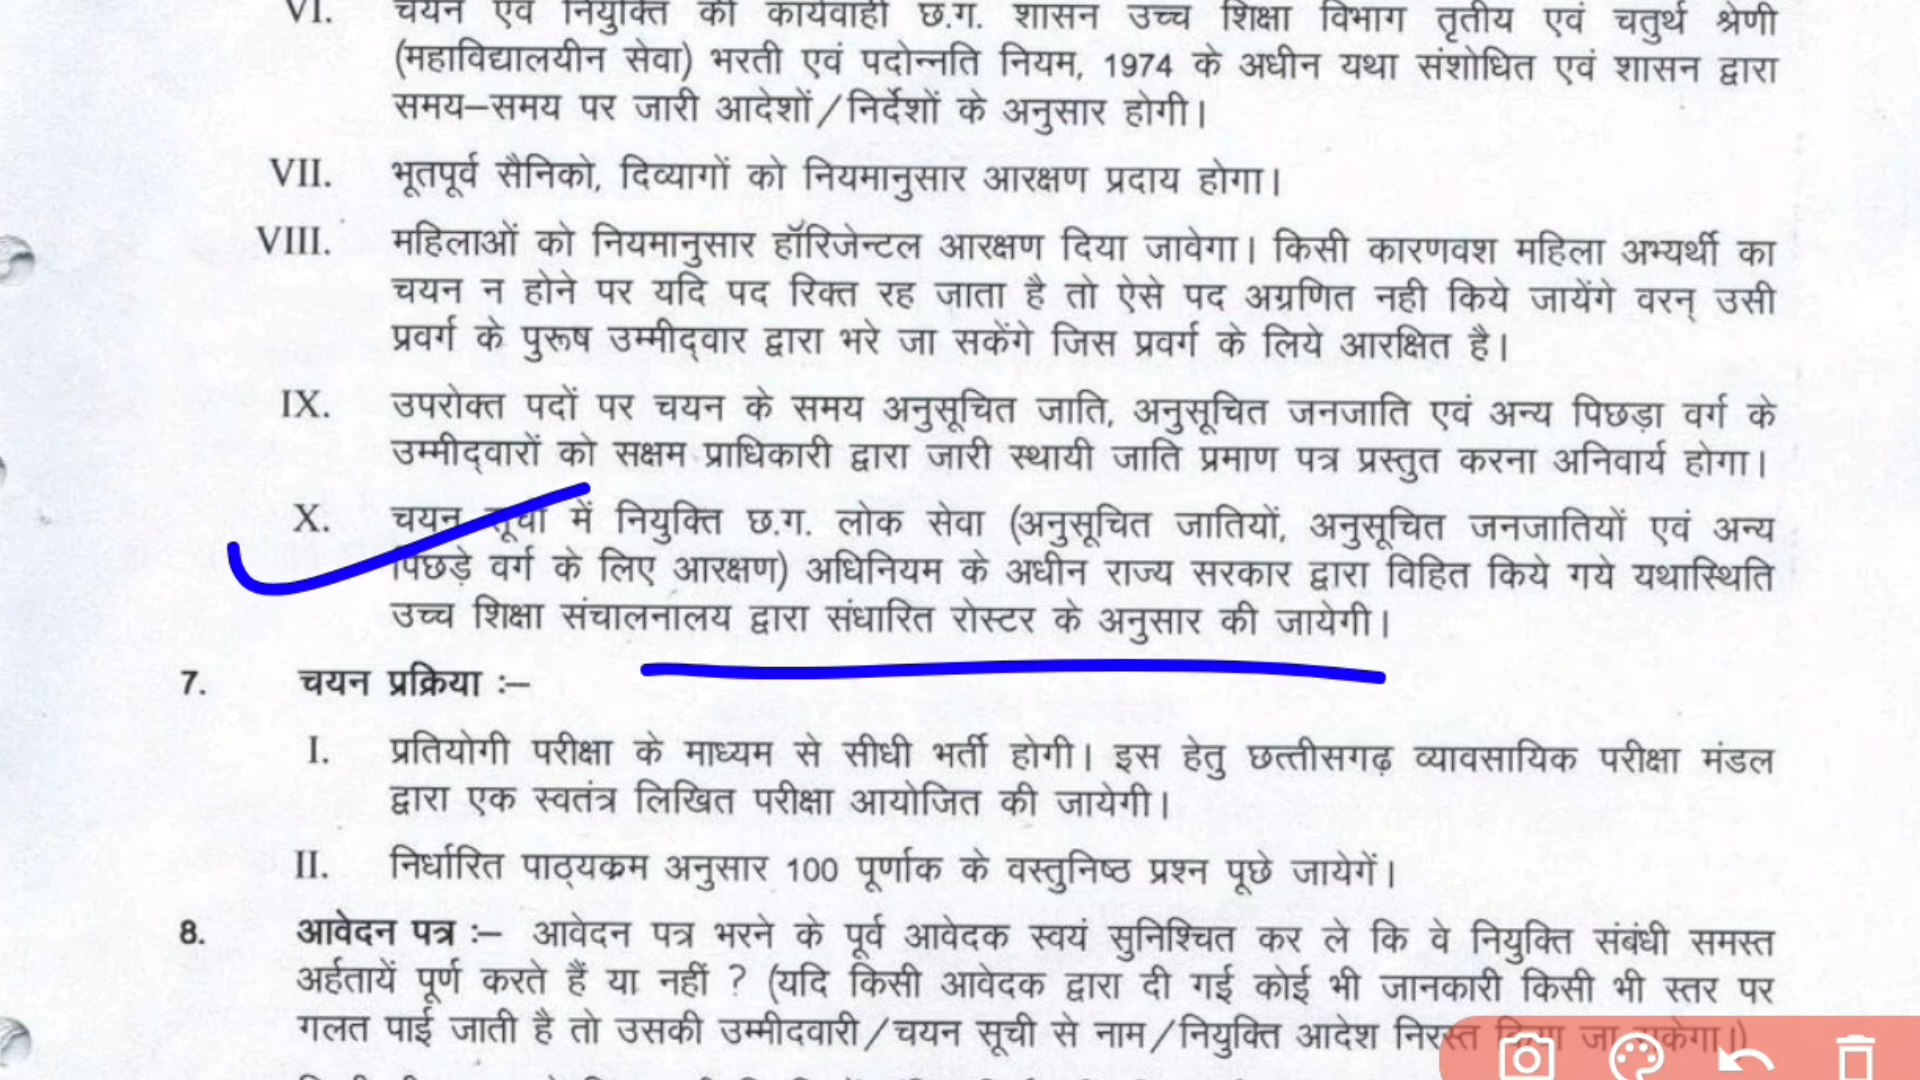 VI. चयन एवं नियुक्ति की कार्यवाही छ.ग. शासन उच्च शिक्षा विभाग तृतीय एवं चतुर्थ श्रेणी
(महाविद्यालयीन सेवा) भरती एवं पदोन्नति नियम, 1974 के अधीन यथा संशोधित एवं शासन द्वारा
समय–समय पर जारी आदेशों/निर्देशों के अनुसार होगी।
VII. भूतपूर्व सैनिको, दिव्यागों को नियमानुसार आरक्षण प्रदाय होगा।
VIII. महिलाओं को नियमानुसार हॉरिजेन्टल आरक्षण दिया जावेगा। किसी कारणवश महिला अभ्यर्थी का
चयन न होने पर यदि पद रिक्त रह जाता है तो ऐसे पद अग्रणित नही किये जायेंगे वरन् उसी
प्रवर्ग के पुरूष उम्मीद्वार द्वारा भरे जा सकेंगे जिस प्रवर्ग के लिये आरक्षित है।
IX. उपरोक्त पदों पर चयन के समय अनुसूचित जाति, अनुसूचित जनजाति एवं अन्य पिछड़ा वर्ग के
उम्मीद्वारों को सक्षम प्राधिकारी द्वारा जारी स्थायी जाति प्रमाण पत्र प्रस्तुत करना अनिवार्य होगा।
X. चयन सूची में नियुक्ति छ.ग. लोक सेवा (अनुसूचित जातियों, अनुसूचित जनजातियों एवं अन्य
पिछड़े वर्ग के लिए आरक्षण) अधिनियम के अधीन राज्य सरकार द्वारा विहित किये गये यथास्थिति
उच्च शिक्षा संचालनालय द्वारा संधारित रोस्टर के अनुसार की जायेगी।
7. चयन प्रक्रिया :–
I. प्रतियोगी परीक्षा के माध्यम से सीधी भर्ती होगी। इस हेतु छत्तीसगढ़ व्यावसायिक परीक्षा मंडल
द्वारा एक स्वतंत्र लिखित परीक्षा आयोजित की जायेगी।
II. निर्धारित पाठ्यक्रम अनुसार 100 पूर्णाक के वस्तुनिष्ठ प्रश्न पूछे जायेगें।
8. आवेदन पत्र :– आवेदन पत्र भरने के पूर्व आवेदक स्वयं सुनिश्चित कर ले कि वे नियुक्ति संबंधी समस्त
अर्हतायें पूर्ण करते हैं या नहीं ? (यदि किसी आवेदक द्वारा दी गई कोई भी जानकारी किसी भी स्तर पर
गलत पाई जाती है तो उसकी उम्मीदवारी/चयन सूची से नाम/नियुक्ति आदेश निरस्त किया जा सकेगा।)